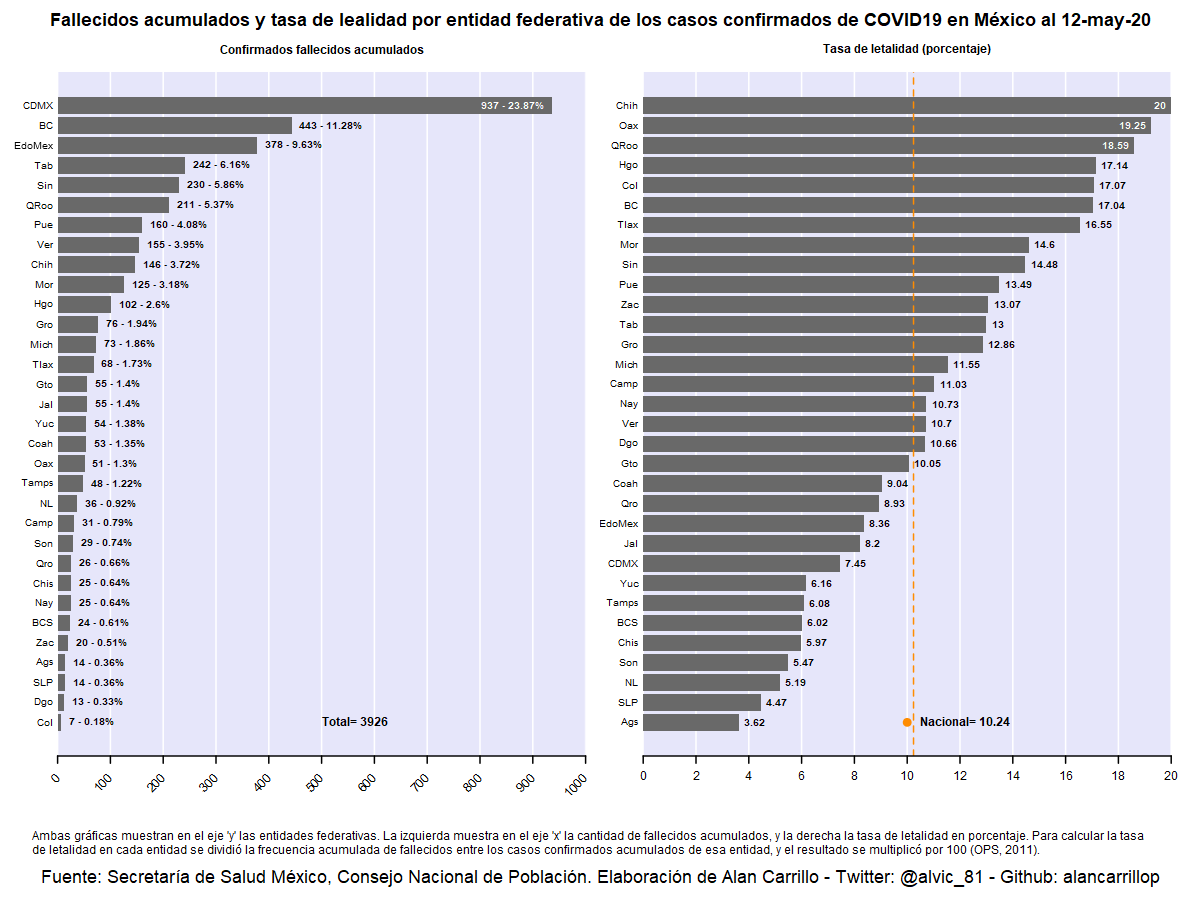 Fallecidos acumulados y tasa de lealidad por entidad federativa de los casos confirmados de COVID19 en México al 12-may-20
Confirmados fallecidos acumulados
CDMX 937 - 23.87%
BC 443 - 11.28%
EdoMex 378 - 9.63%
Tab 242 - 6.16%
Sin 230 - 5.86%
QRoo 211 - 5.37%
Pue 160 - 4.08%
Ver 155 - 3.95%
Chih 146 - 3.72%
Mor 125 - 3.18%
Hgo 102 - 2.6%
Gro 76 - 1.94%
Mich 73 - 1.86%
Tlax 68 - 1.73%
Gto 55 - 1.4%
Jal 55 - 1.4%
Yuc 54 - 1.38%
Coah 53 - 1.35%
Oax 51 - 1.3%
Tamps 48 - 1.22%
NL 36 - 0.92%
Camp 31 - 0.79%
Son 29 - 0.74%
Qro 26 - 0.66%
Chis 25 - 0.64%
Nay 25 - 0.64%
BCS 24 - 0.61%
Zac 20 - 0.51%
Ags 14 - 0.36%
SLP 14 - 0.36%
Dgo 13 - 0.33%
Col 7 - 0.18% Total= 3926
0 100 200 300 400 500 600 700 800 900 1000
Tasa de letalidad (porcentaje)
Chih 20
Oax 19.25
QRoo 18.59
Hgo 17.14
Col 17.07
BC 17.04
Tlax 16.55
Mor 14.6
Sin 14.48
Pue 13.49
Zac 13.07
Tab 13
Gro 12.86
Mich 11.55
Camp 11.03
Nay 10.73
Ver 10.7
Dgo 10.66
Gto 10.05
Coah 9.04
Qro 8.93
EdoMex 8.36
Jal 8.2
CDMX 7.45
Yuc 6.16
Tamps 6.08
BCS 6.02
Chis 5.97
Son 5.47
NL 5.19
SLP 4.47
Ags 3.62 Nacional= 10.24
0 2 4 6 8 10 12 14 16 18 20
Ambas gráficas muestran en el eje 'y' las entidades federativas. La izquierda muestra en el eje 'x' la cantidad de fallecidos acumulados, y la derecha la tasa de letalidad en porcentaje. Para calcular la tasa
de letalidad en cada entidad se dividió la frecuencia acumulada de fallecidos entre los casos confirmados acumulados de esa entidad, y el resultado se multiplicó por 100 (OPS, 2011).
Fuente: Secretaría de Salud México, Consejo Nacional de Población. Elaboración de Alan Carrillo - Twitter: @alvic_81 - Github: alancarrillop